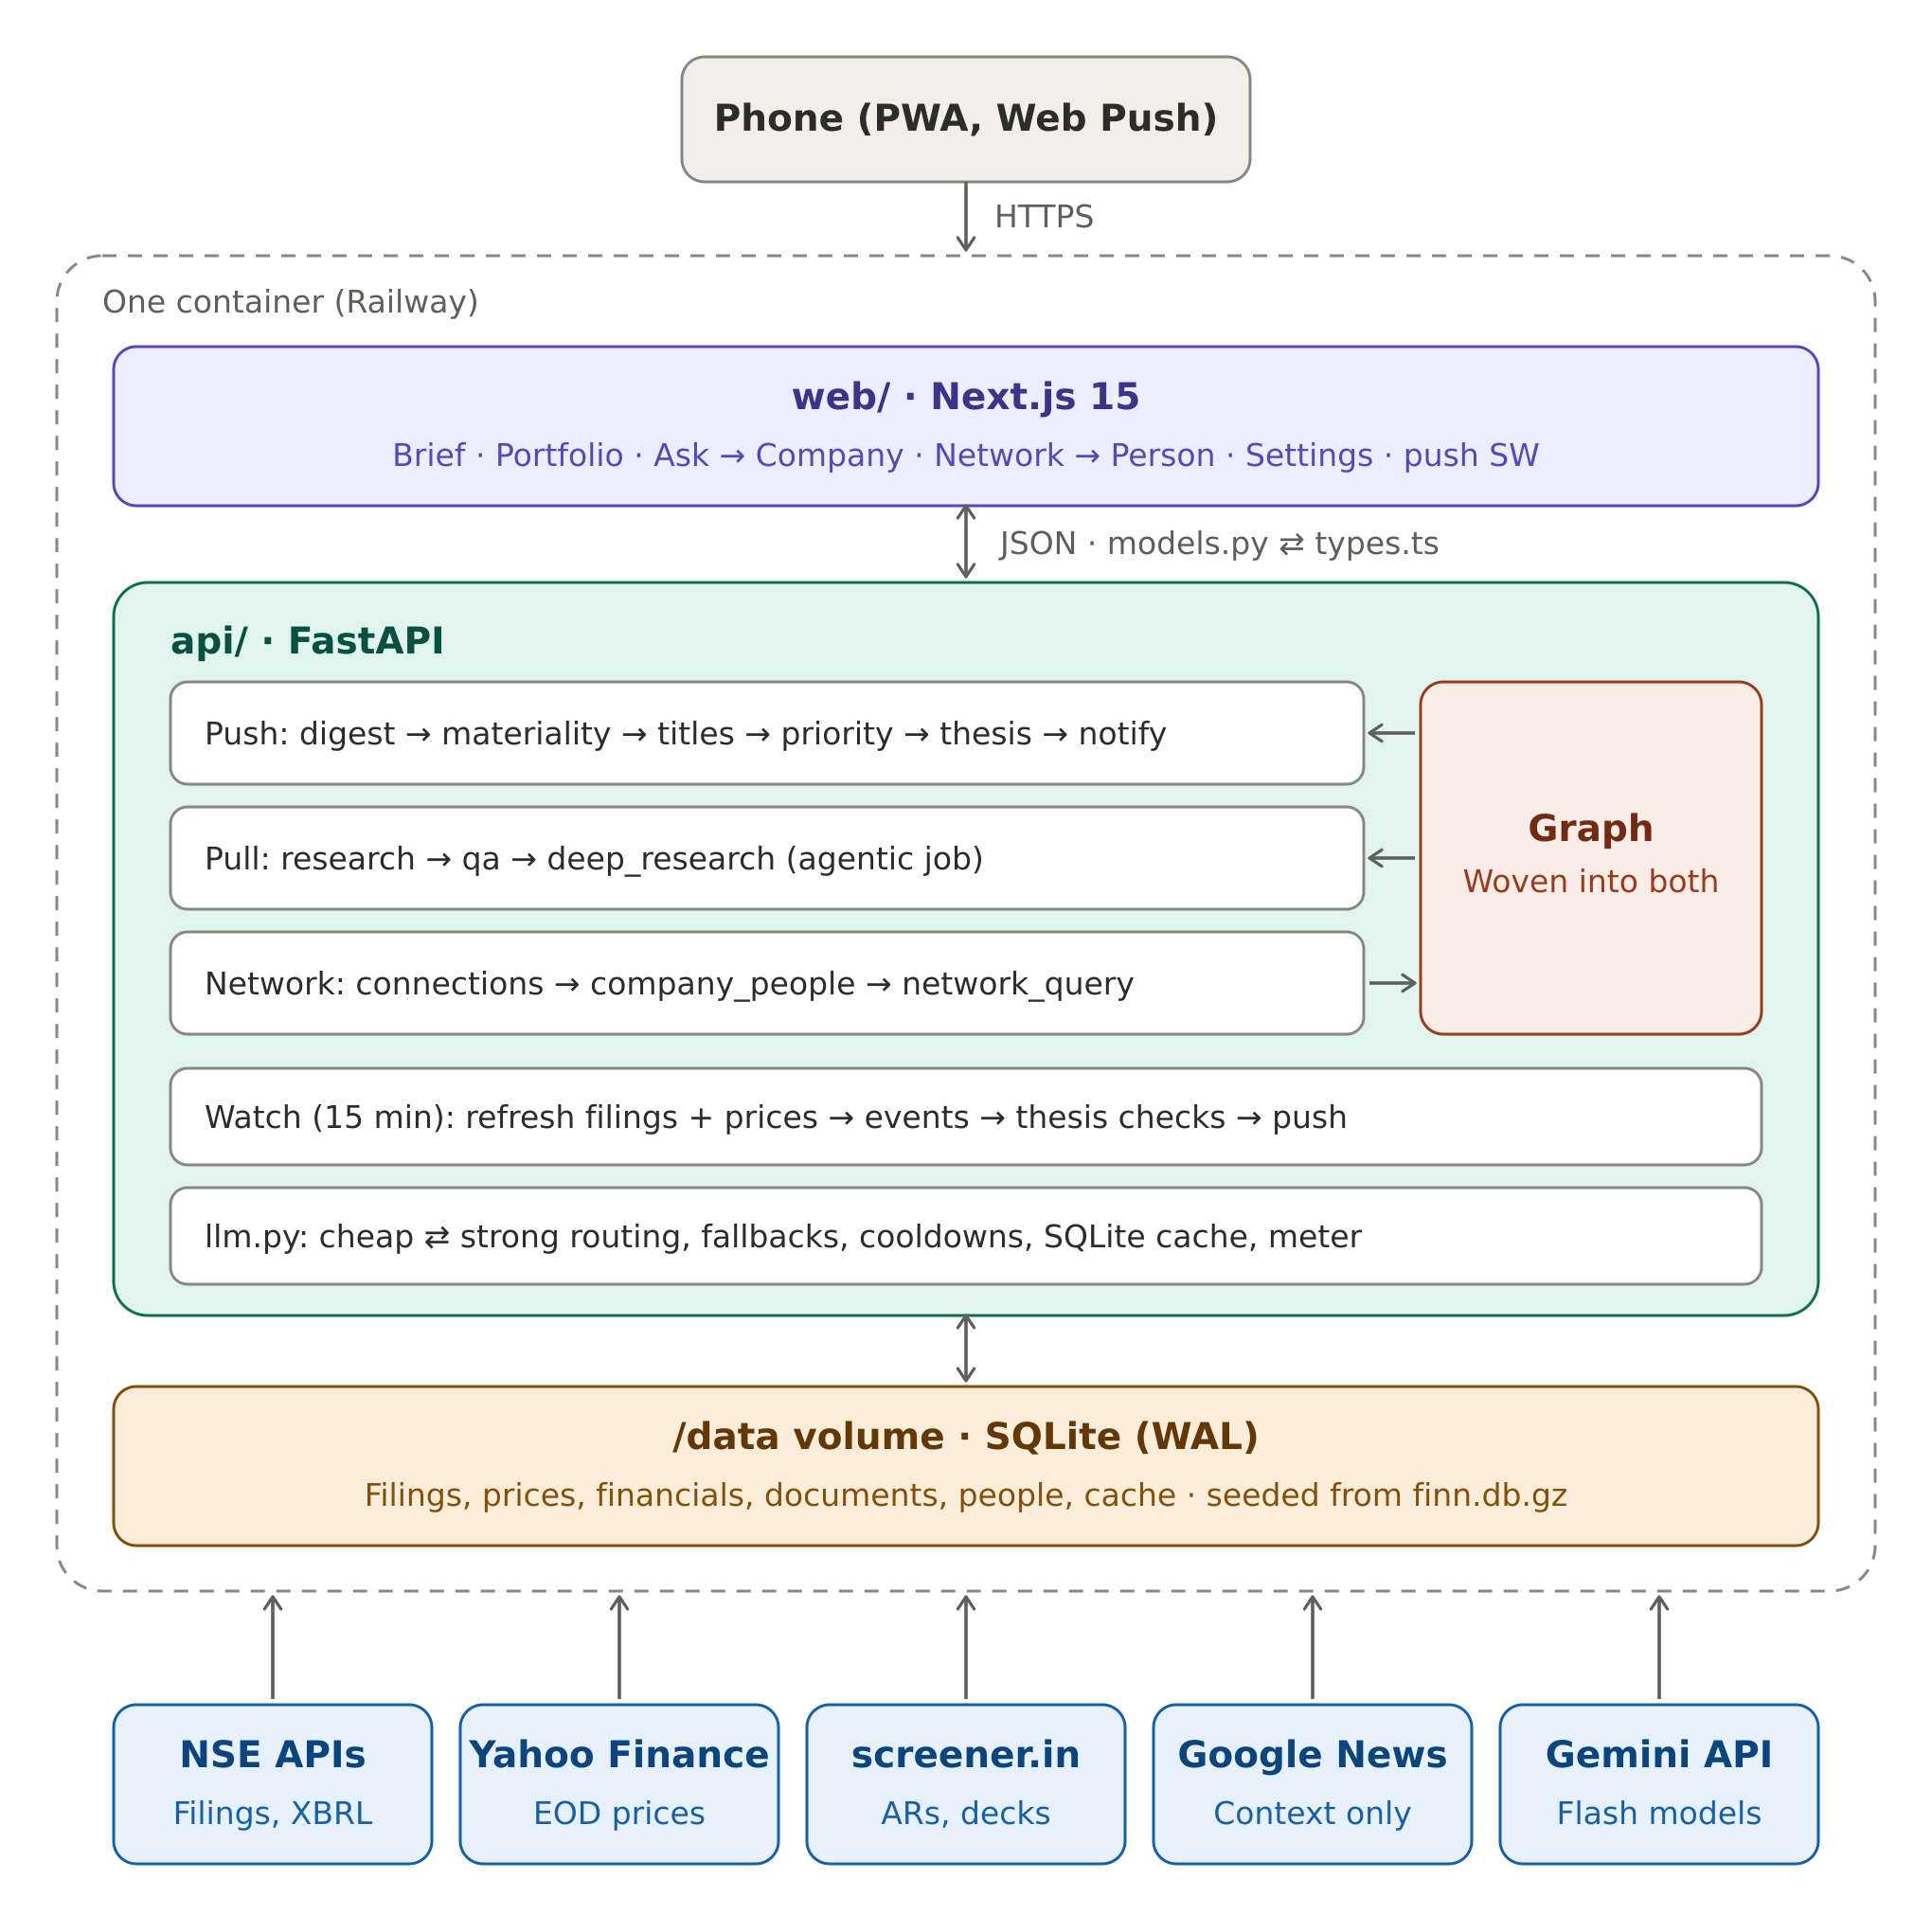 Phone (PWA, Web Push)
HTTPS
One container (Railway)
web/ · Next.js 15
Brief · Portfolio · Ask → Company · Network → Person · Settings · push SW
JSON · models.py ⇄ types.ts
api/ · FastAPI
Push: digest → materiality → titles → priority → thesis → notify
Pull: research → qa → deep_research (agentic job)
Network: connections → company_people → network_query
Graph
Woven into both
Watch (15 min): refresh filings + prices → events → thesis checks → push
llm.py: cheap ⇄ strong routing, fallbacks, cooldowns, SQLite cache, meter
/data volume · SQLite (WAL)
Filings, prices, financials, documents, people, cache · seeded from finn.db.gz
NSE APIs
Filings, XBRL
Yahoo Finance
EOD prices
screener.in
ARs, decks
Google News
Context only
Gemini API
Flash models